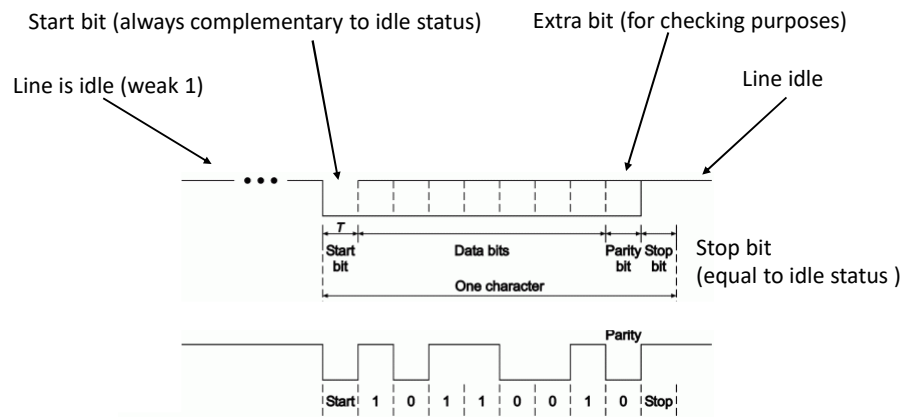 Start bit (always complementary to idle status)
Extra bit (for checking purposes)
Line is idle (weak 1)
Line idle
T
Start bit
Data bits
Parity bit
Stop bit
Stop bit
(equal to idle status )
One character
Parity
Start 1 0 1 1 0 0 1 0 Stop